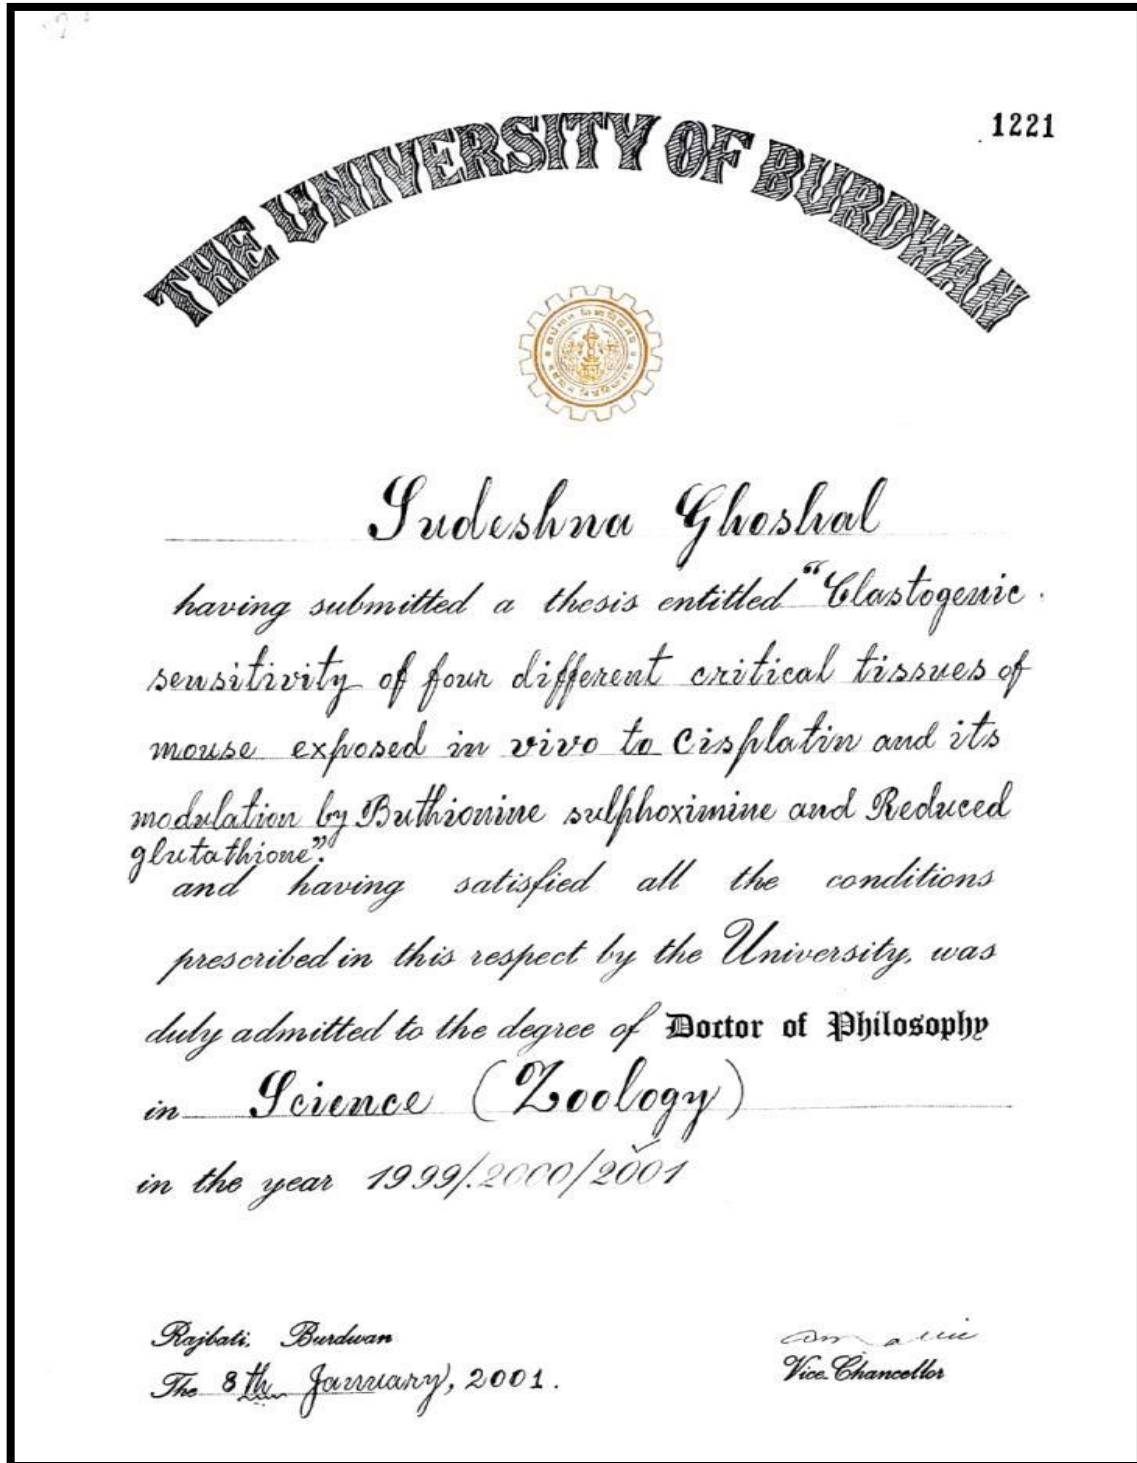 1221
THE UNIVERSITY OF BURDWAN
Sudeshna Ghoshal
having submitted a thesis entitled "Clastogenic
sensitivity of four different critical tissues of
mouse exposed in vivo to Cisplatin and its
modulation by Buthionine sulphoximine and Reduced
glutathione".
and having satisfied all the conditions
prescribed in this respect by the University, was
duly admitted to the degree of Doctor of Philosophy
in Science (Zoology)
in the year 1999/2000/2001
Rajbati, Burdwan
The 8th January, 2001.
Vice-Chancellor